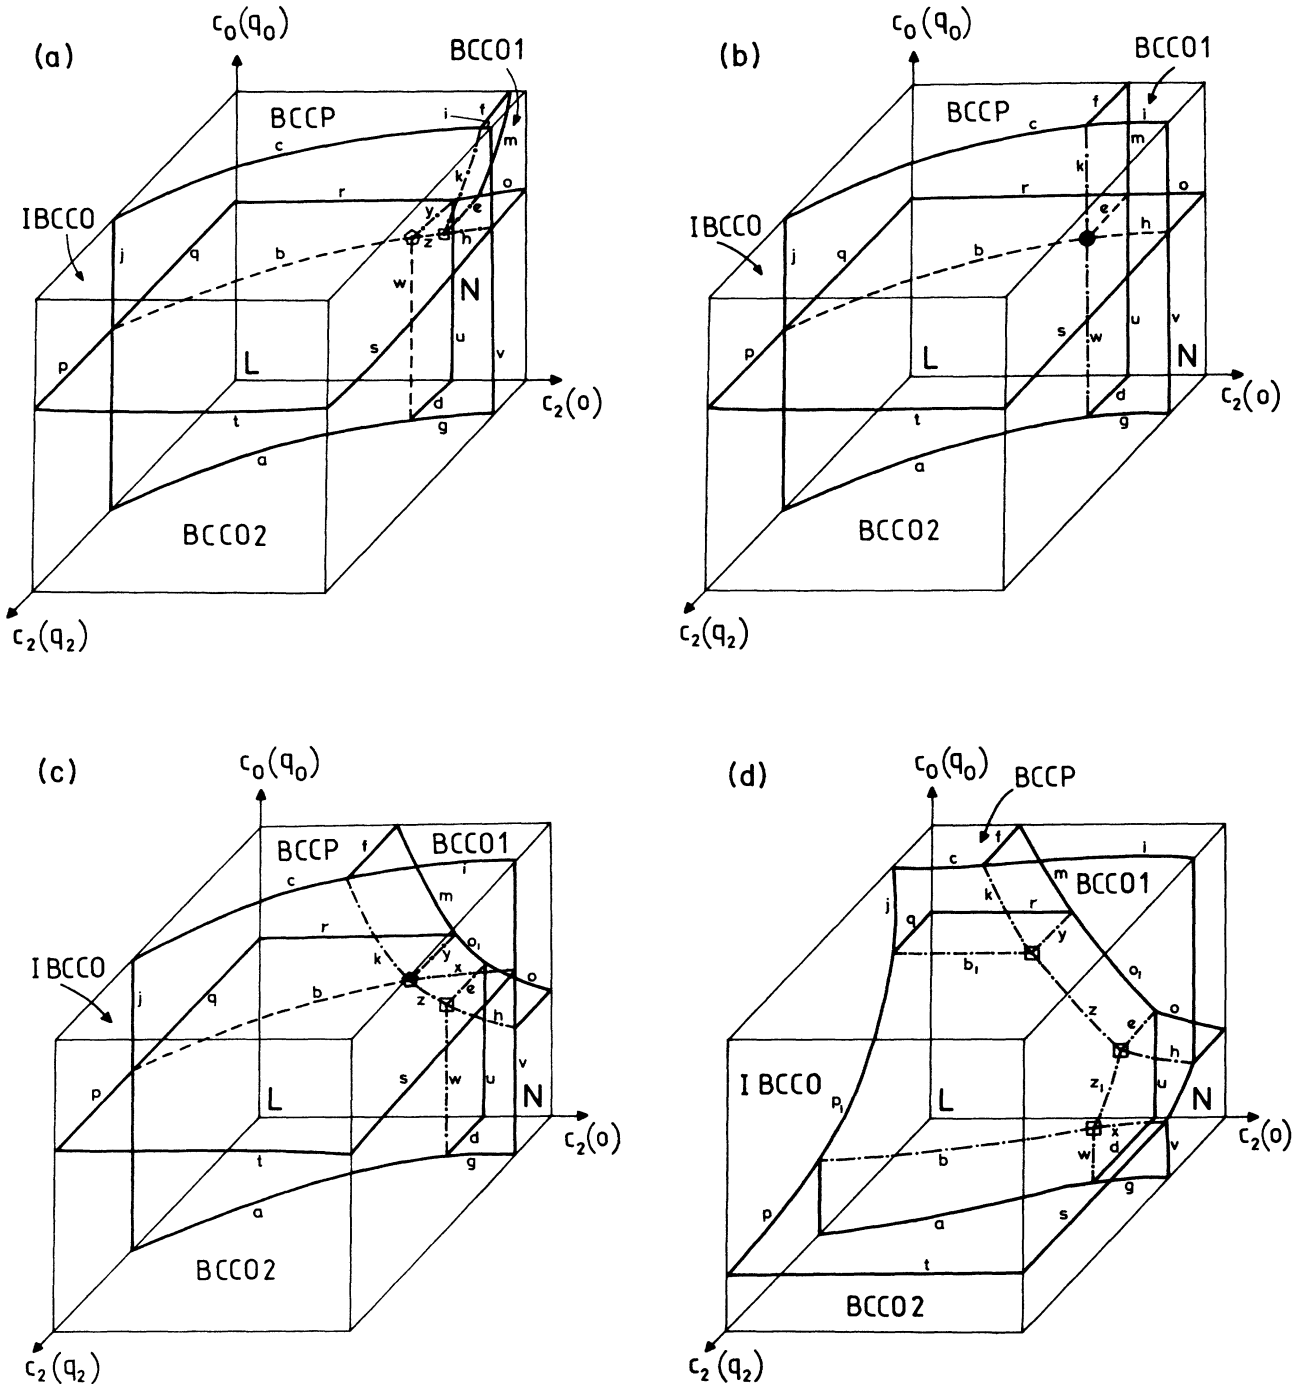 (a)
c₀(q₀)
BCCO1
BCCP
f
i
m
c
k
o
r
IBCCO
y
e
j
q
b
z
h
w
N
p
s
u
v
L
d
c₂(o)
t
g
a
BCCO2
c₂(q₂)
(b)
c₀(q₀)
BCCO1
BCCP
f
i
c
m
k
r
o
IBCCO
e
j
q
b
h
p
s
w
u
v
L
N
d
c₂(o)
t
g
a
BCCO2
c₂(q₂)
(c)
c₀(q₀)
BCCP
f
BCCO1
i
c
m
r
o₁
IBCCO
k
y
x
o
j
q
b
z
e
h
p
s
w
u
v
L
N
d
c₂(o)
t
g
a
BCCO2
c₂(q₂)
(d)
c₀(q₀)
BCCP
f
c
i
k
m
BCCO1
j
q
r
y
b₁
o₁
z
e
o
h
IBCCO
z₁
u
p₁
L
N
x
c₂(o)
b
w
d
v
p
a
g
s
t
BCCO2
c₂(q₂)